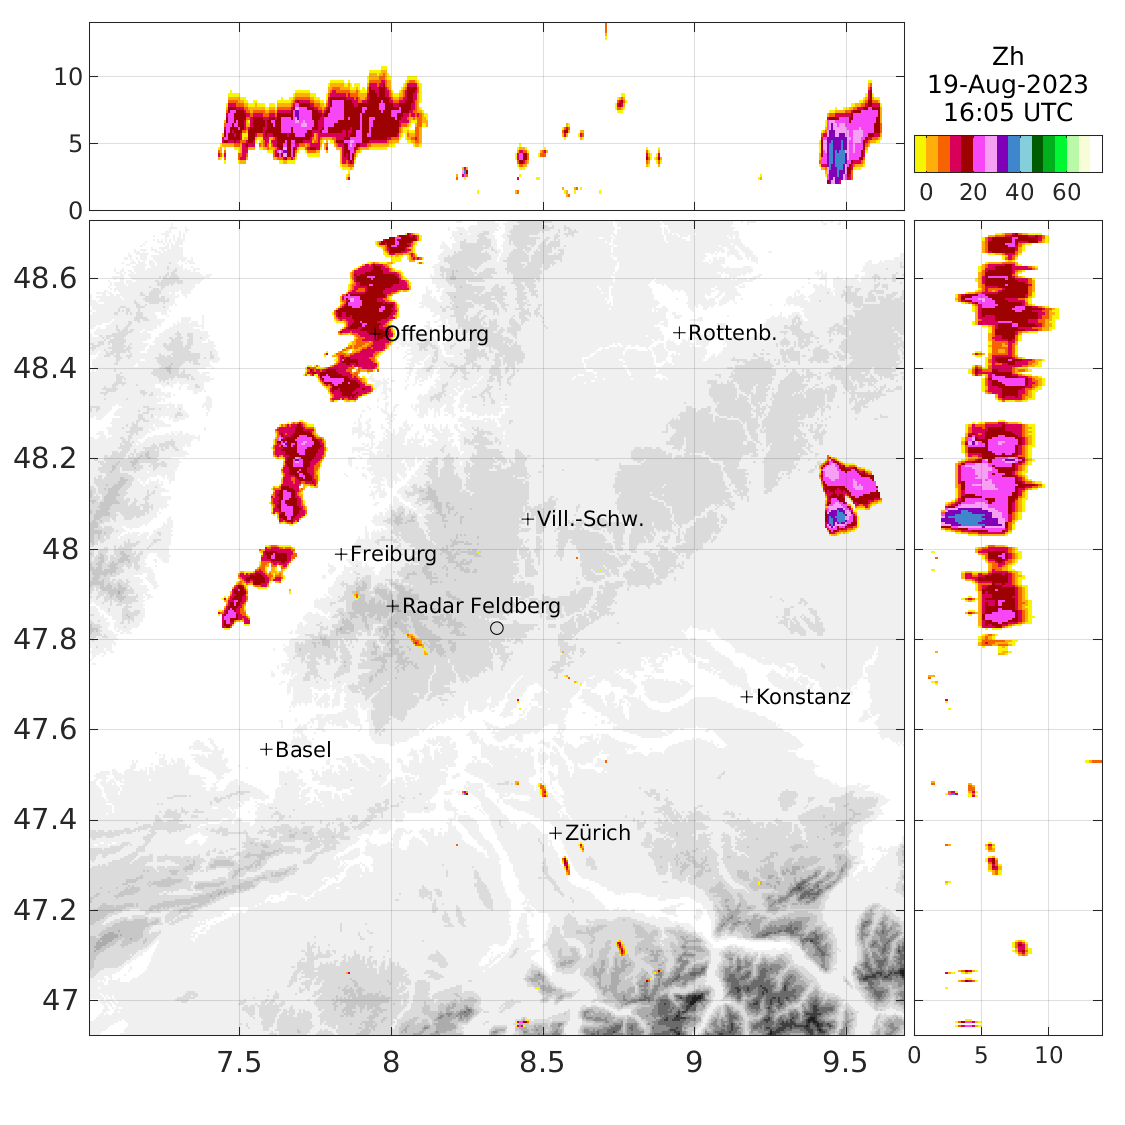 10
5
0
Zh
19-Aug-2023
16:05 UTC
0 20 40 60
48.6
48.4
48.2
48
47.8
47.6
47.4
47.2
47
Offenburg
Rottenb.
Vill.-Schw.
Freiburg
Radar Feldberg
Konstanz
Basel
Zürich
7.5 8 8.5 9 9.5
0 5 10